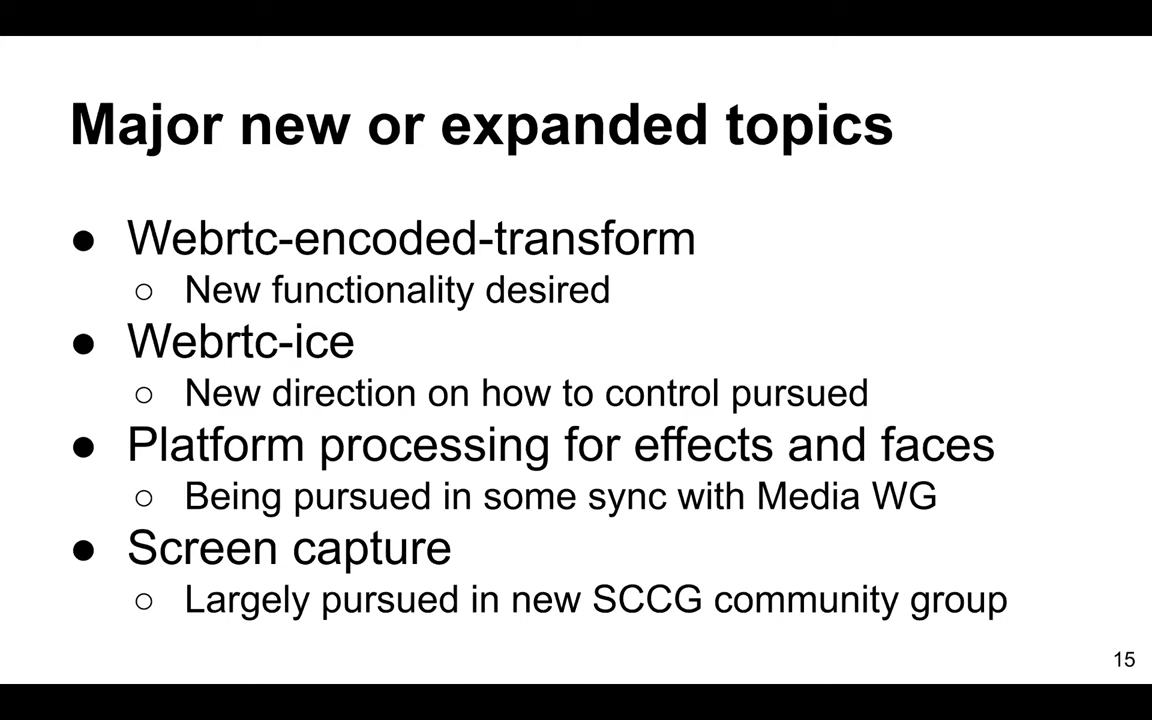 Major new or expanded topics
● Webrtc-encoded-transform
○ New functionality desired
● Webrtc-ice
○ New direction on how to control pursued
● Platform processing for effects and faces
○ Being pursued in some sync with Media WG
● Screen capture
○ Largely pursued in new SCCG community group
15